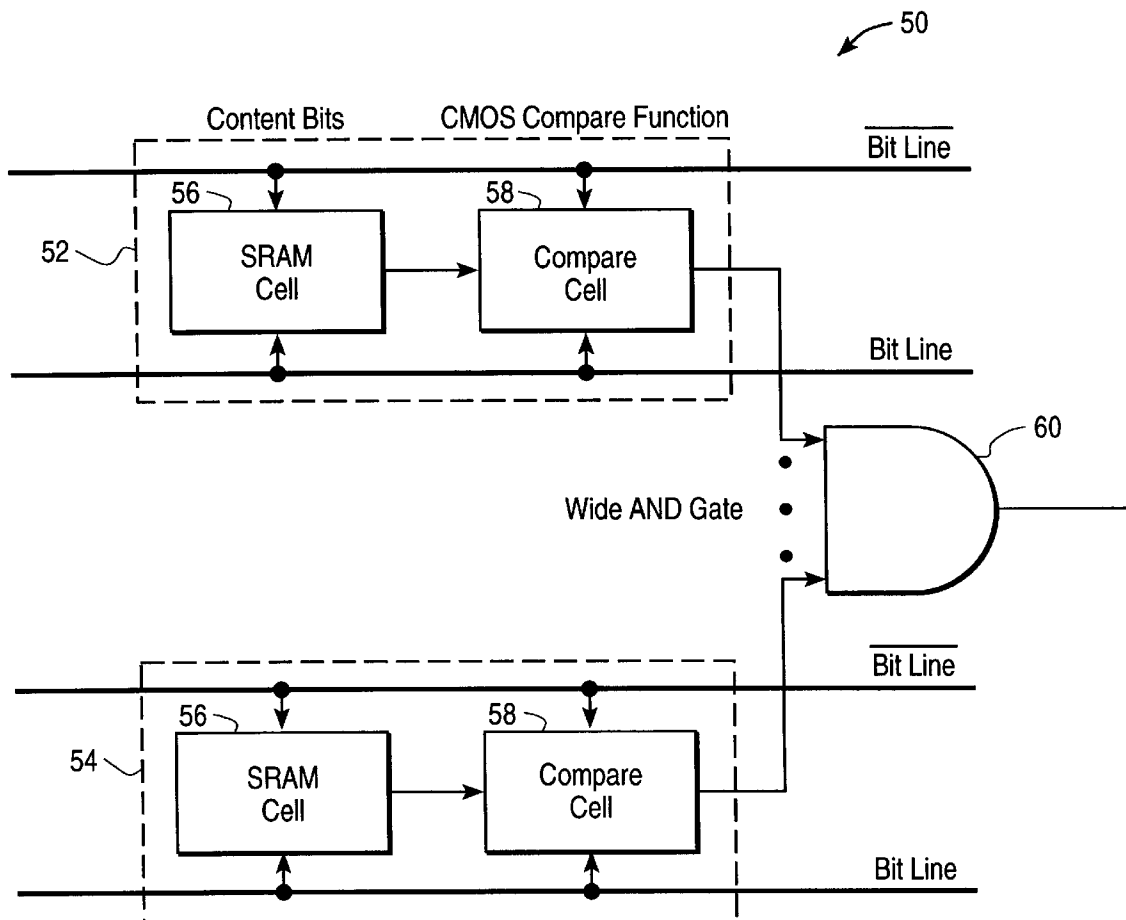 50
Content Bits
CMOS Compare Function
Bit Line
56
58
52
SRAM
Cell
Compare
Cell
Bit Line
60
Wide AND Gate
Bit Line
56
58
54
SRAM
Cell
Compare
Cell
Bit Line